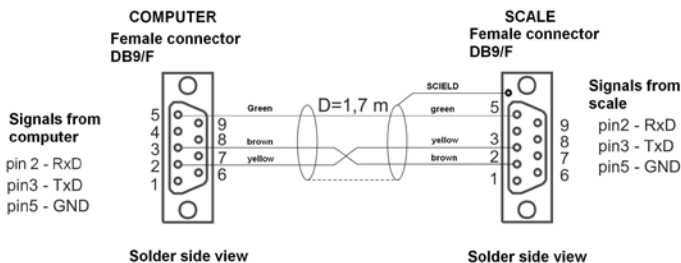 COMPUTER
Female connector
DB9/F
SCALE
Female connector
DB9/F
Signals from
computer
pin 2 - RxD
pin3 - TxD
pin5 - GND
5
4
3
2
1
9
8
7
6
Green
brown
yellow
D=1,7 m
SCIELD
green
yellow
brown
5
3
2
1
9
8
7
6
Signals from
scale
pin2 - RxD
pin3 - TxD
pin5 - GND
Solder side view
Solder side view